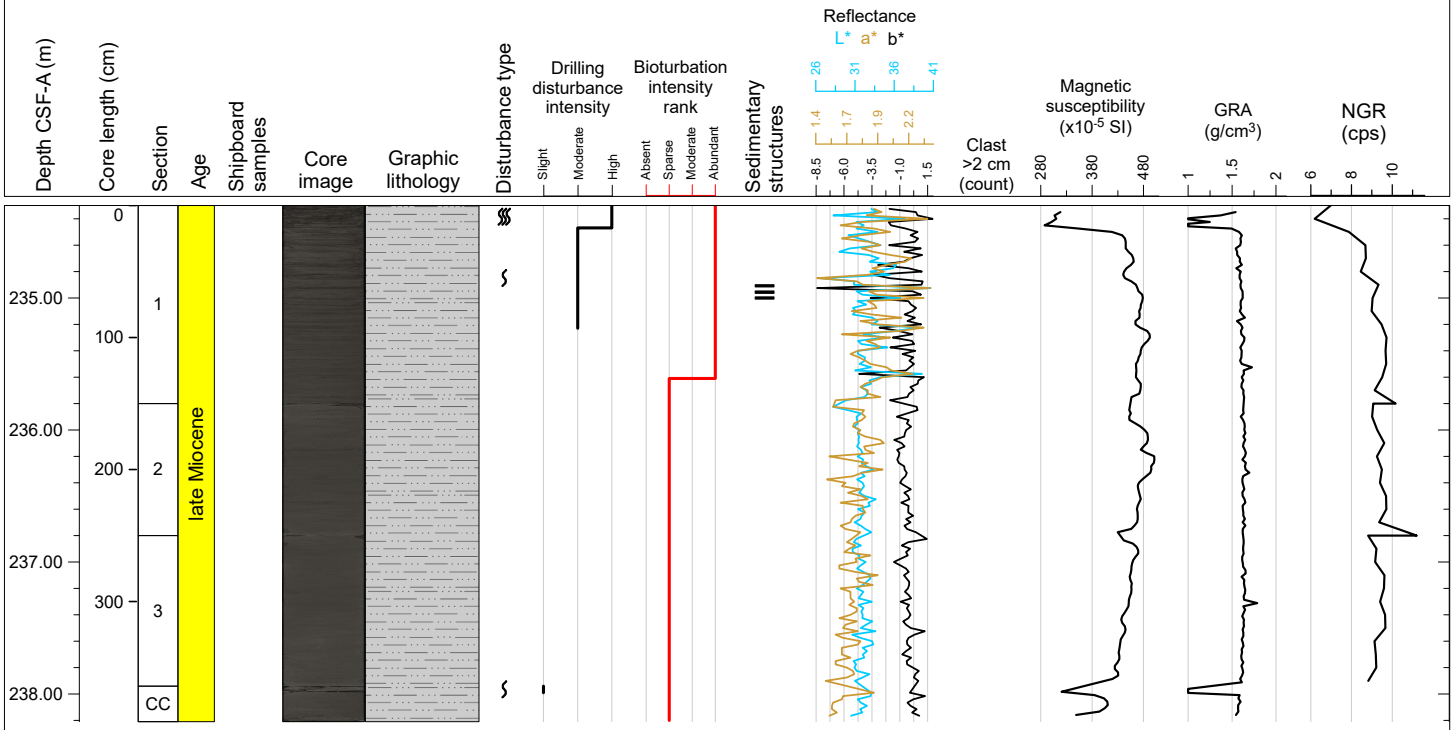 Depth CSF-A (m)
Core length (cm)
Section
Age
Shipboard
samples
Core
image
Graphic
lithology
Disturbance type
Drilling
disturbance
intensity
Slight
Moderate
High
Bioturbation
intensity
rank
Absent
Sparse
Moderate
Abundant
Sedimentary
structures
Reflectance
L* a* b*
26 31 36 41
1.4 1.7 1.9 2.2
-8.5 -6.0 -3.5 -1.0 1.5
Clast
>2 cm
(count)
Magnetic
susceptibility
(x10-5 SI)
280 380 480
GRA
(g/cm3)
1 1.5 2
NGR
(cps)
6 8 10
0
235.00
1
100
236.00
late Miocene
200
2
237.00
300
3
238.00
CC